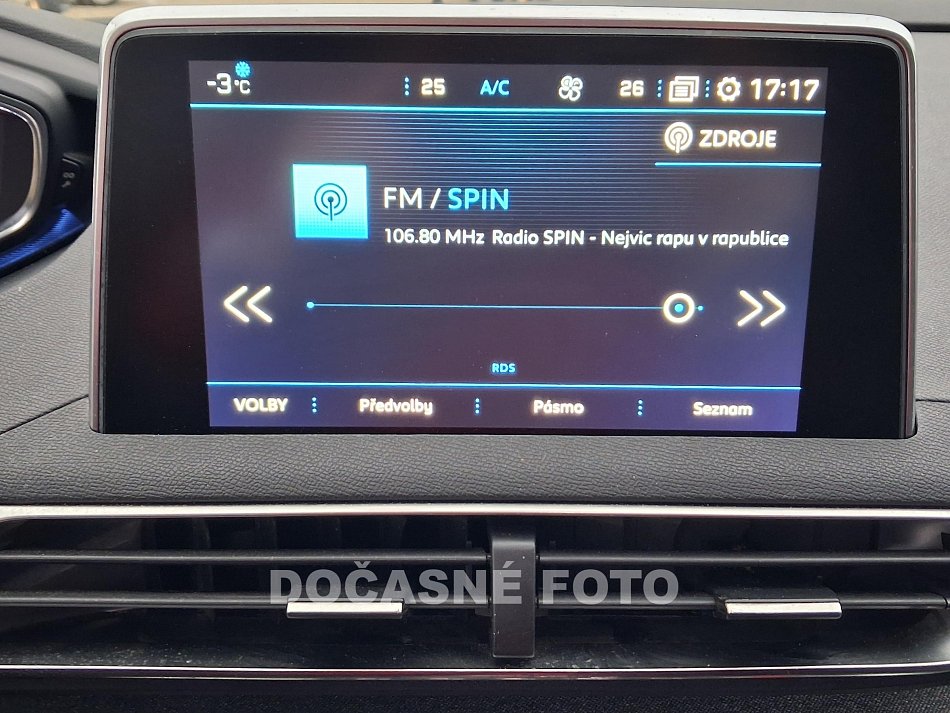 -3°C 25 A/C 26 17:17
ZDROJE
FM / SPIN
106.80 MHz Radio SPIN - Nejvic rapu v rapublice
RDS
VOLBY Předvolby Pásmo Seznam
DOČASNÉ FOTO